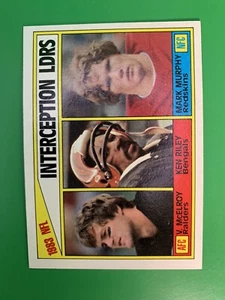 1983 NFL
INTERCEPTION LDRS
AFC
V. McELROY
Raiders
KEN RILEY
Bengals
MARK MURPHY
Redskins
NFC